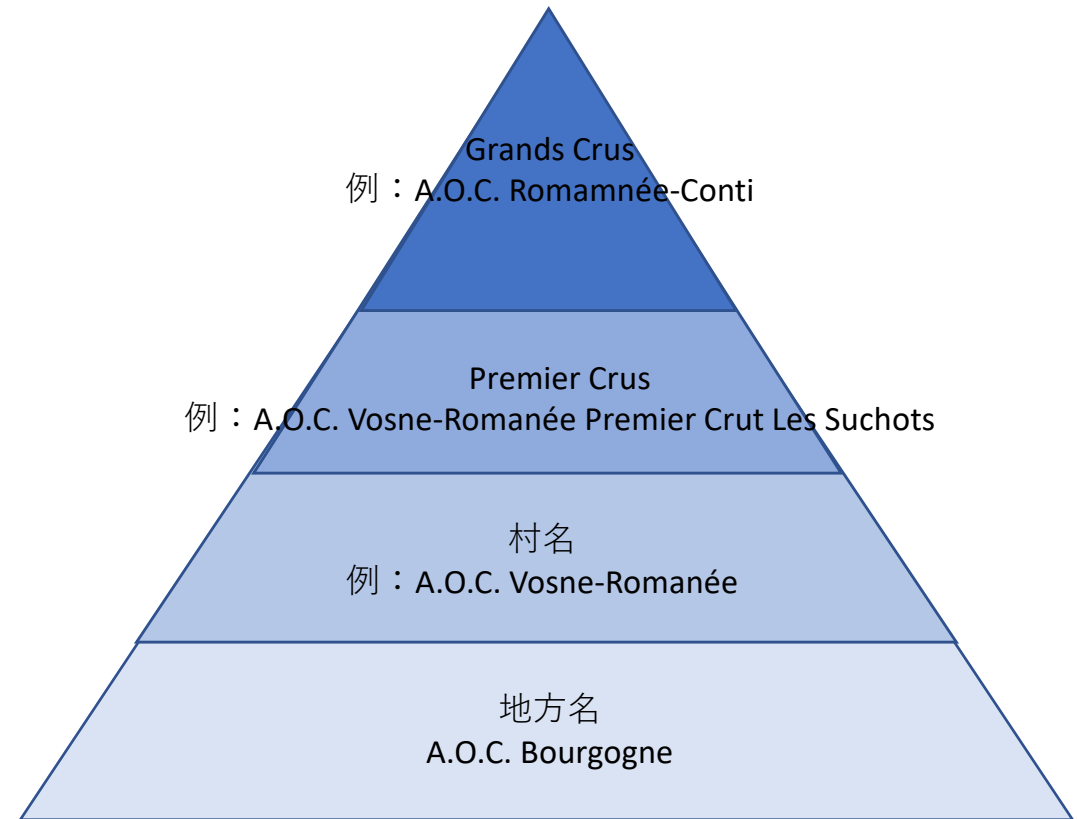 Grands Crus
例：A.O.C. Romamnée-Conti
Premier Crus
例：A.O.C. Vosne-Romanée Premier Crut Les Suchots
村名
例：A.O.C. Vosne-Romanée
地方名
A.O.C. Bourgogne